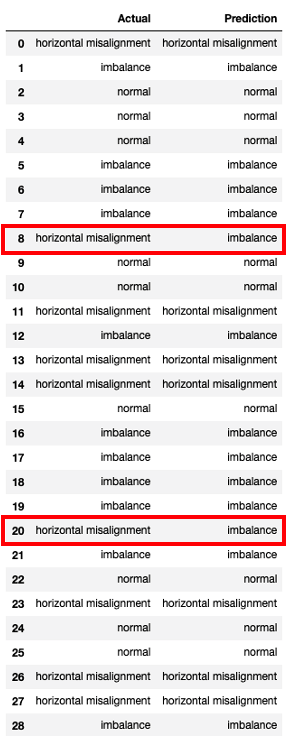 Actual Prediction
0 horizontal misalignment horizontal misalignment
1 imbalance imbalance
2 normal normal
3 normal normal
4 normal normal
5 imbalance imbalance
6 imbalance imbalance
7 imbalance imbalance
8 horizontal misalignment imbalance
9 normal normal
10 normal normal
11 horizontal misalignment horizontal misalignment
12 imbalance imbalance
13 horizontal misalignment horizontal misalignment
14 horizontal misalignment horizontal misalignment
15 normal normal
16 imbalance imbalance
17 imbalance imbalance
18 imbalance imbalance
19 imbalance imbalance
20 horizontal misalignment imbalance
21 imbalance imbalance
22 normal normal
23 horizontal misalignment horizontal misalignment
24 normal normal
25 normal normal
26 horizontal misalignment horizontal misalignment
27 horizontal misalignment horizontal misalignment
28 imbalance imbalance